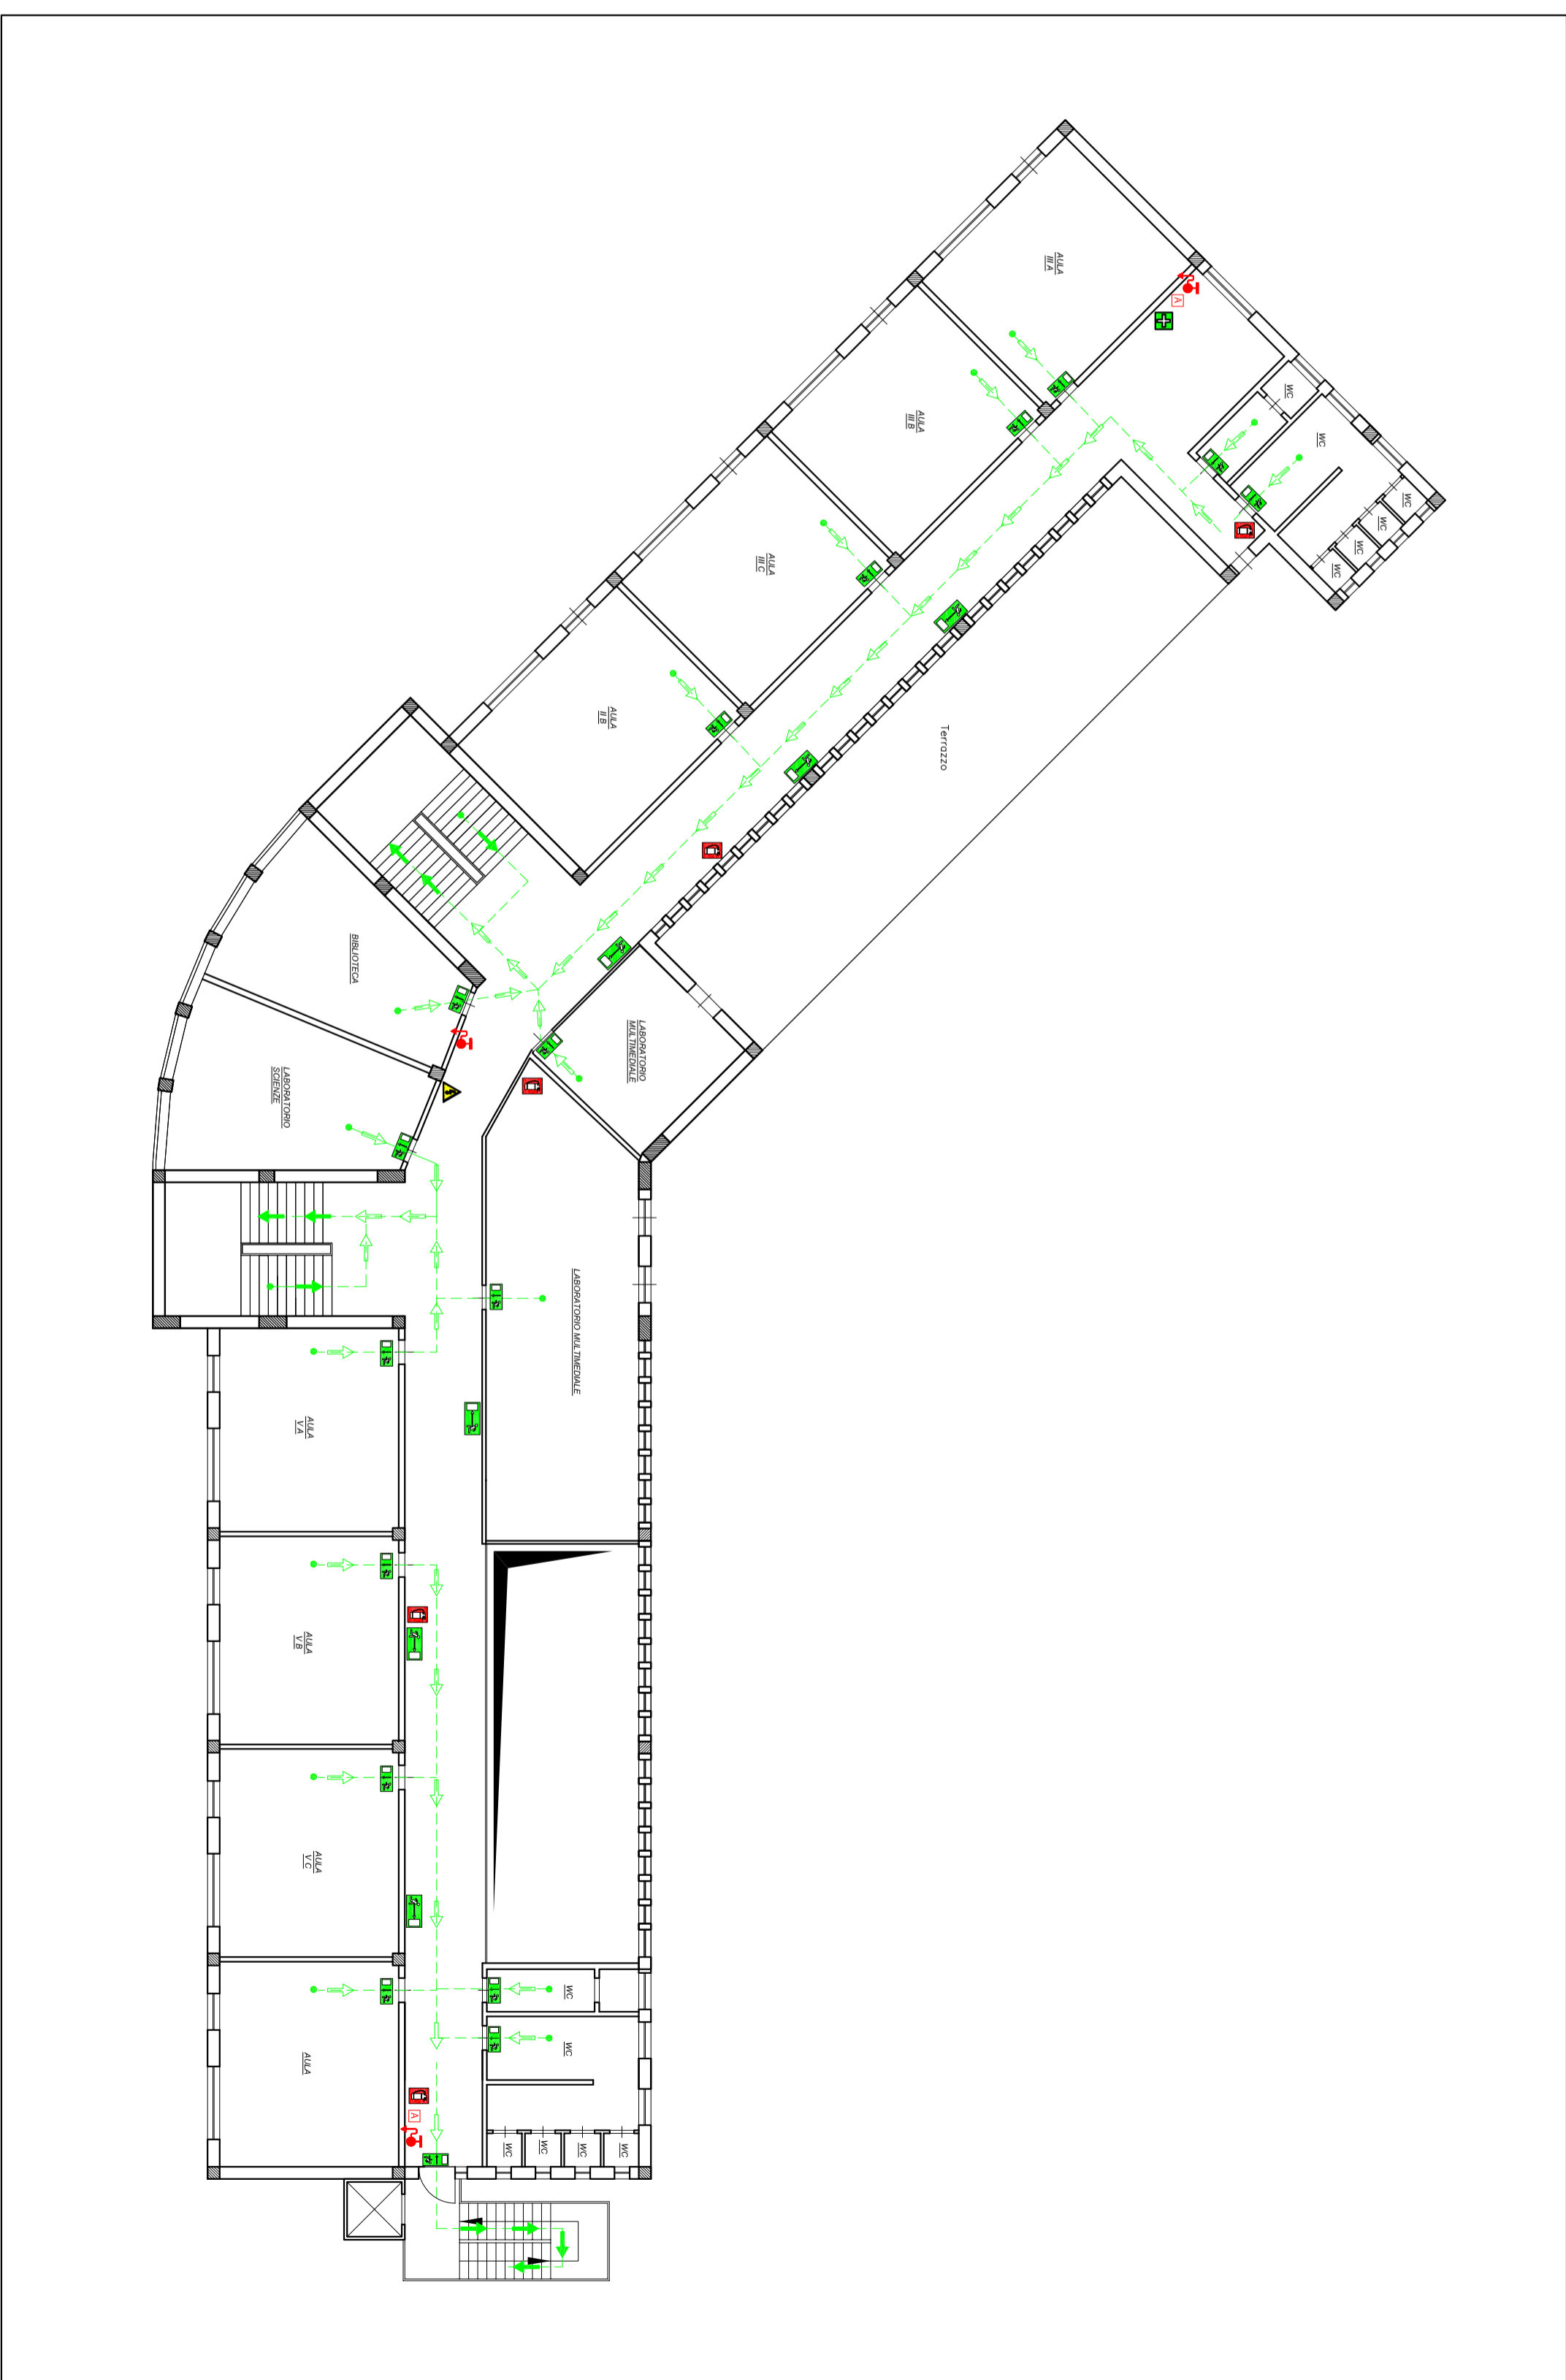 AULA
III A
A
WC
WC
WC
WC
WC
WC
AULA
III B
AULA
III C
AULA
II B
Terrazzo
BIBLIOTECA
LABORATORIO
MULTIMEDIALE
LABORATORIO
SCIENZE
LABORATORIO MULTIMEDIALE
AULA
V A
AULA
V B
AULA
V C
WC
WC
AULA
A
WC
WC
WC
WC